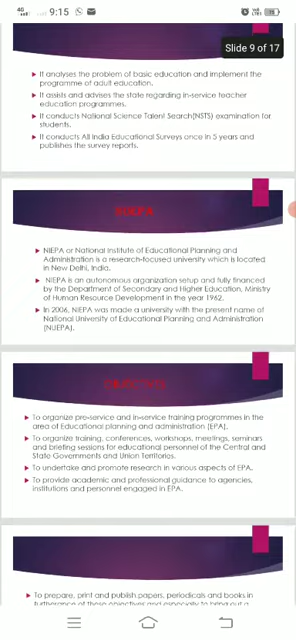 4G
9:15
Slide 9 of 17
▶ It analyses the problem of basic education and implement the
programme of adult education.
▶ It assists and advises the state regarding in-service teacher
education programmes.
▶ It conducts National Science Talent Search(NSTS) examination for
students.
▶ It conducts All India Educational Surveys once in 5 years and
publishes the survey reports.
NIEPA
▶ NIEPA or National Institute of Educational Planning and
Administration is a research-focused university which is located
in New Delhi, India.
▶ NIEPA is an autonomous organization setup and fully financed
by the Department of Secondary and Higher Education, Ministry
of Human Resource Development in the year 1962.
▶ In 2006, NIEPA was made a university with the present name of
National University of Educational Planning and Administration
(NUEPA).
OBJECTIVES
▶ To organize pre-service and in-service training programmes in the
area of Educational planning and administration (EPA).
▶ To organize training, conferences, workshops, meetings, seminars
and briefing sessions for educational personnel of the Central and
State Governments and Union Territories.
▶ To undertake and promote research in various aspects of EPA.
▶ To provide academic and professional guidance to agencies,
institutions and personnel engaged in EPA.
▶ To prepare, print and publish papers, periodicals and books in
furtherance of these objectives and especially to bring out a